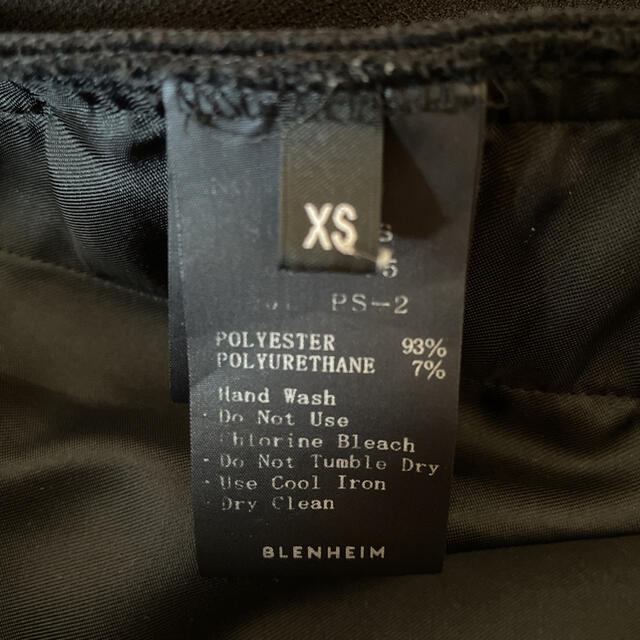 XS
PS-2
POLYESTER 93%
POLYURETHANE 7%
Hand Wash
· Do Not Use
Chlorine Bleach
· Do Not Tumble Dry
· Use Cool Iron
· Dry Clean
BLENHEIM